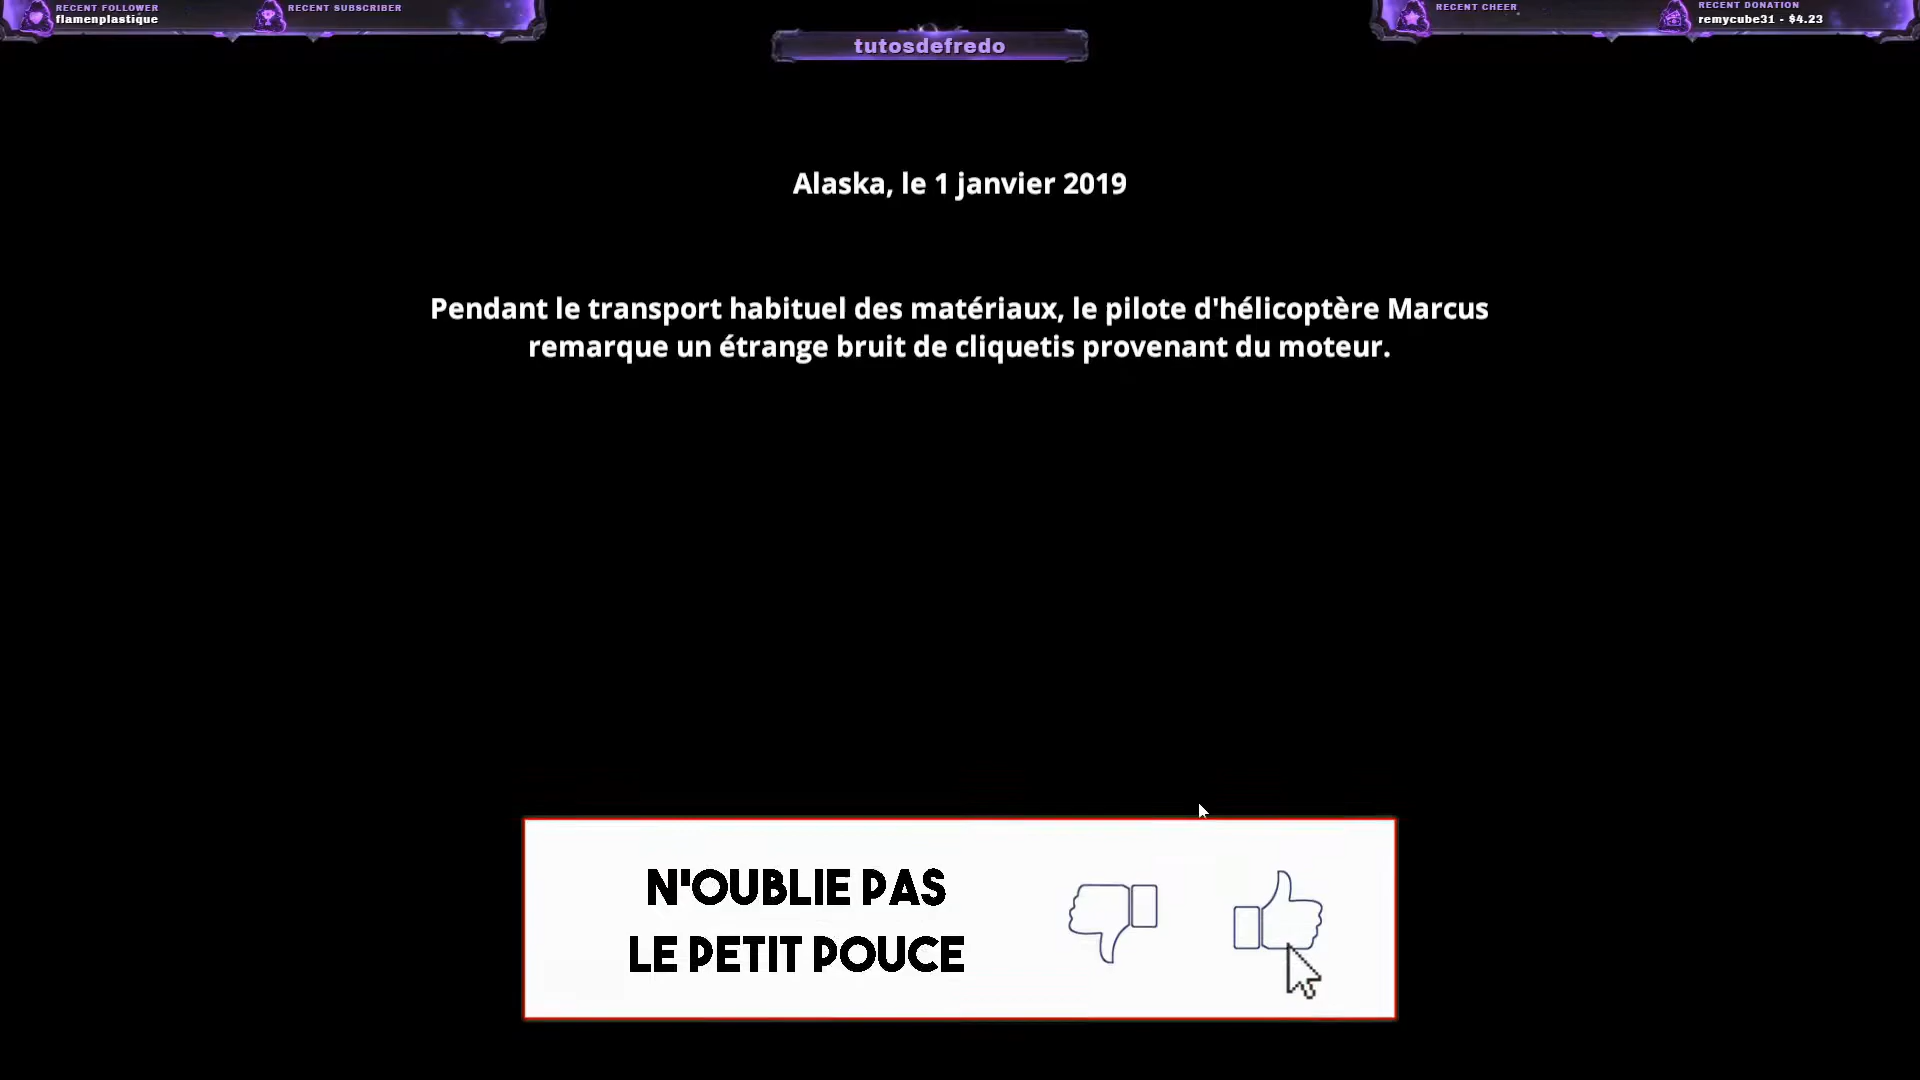 RECENT FOLLOWER
flamenplastique
RECENT SUBSCRIBER
tutosdefredo
RECENT CHEER
RECENT DONATION
remycube31 - $4.23
Alaska, le 1 janvier 2019
Pendant le transport habituel des matériaux, le pilote d'hélicoptère Marcus
remarque un étrange bruit de cliquetis provenant du moteur.
N'OUBLIE PAS
LE PETIT POUCE